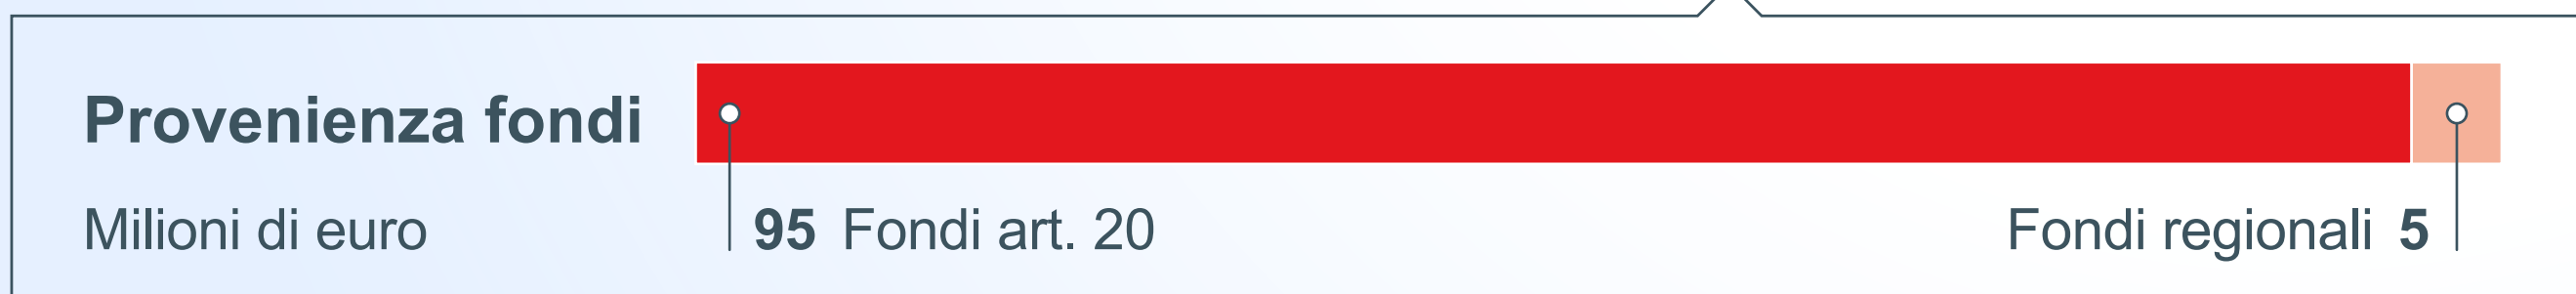 Provenienza fondi
Milioni di euro
95 Fondi art. 20
Fondi regionali 5